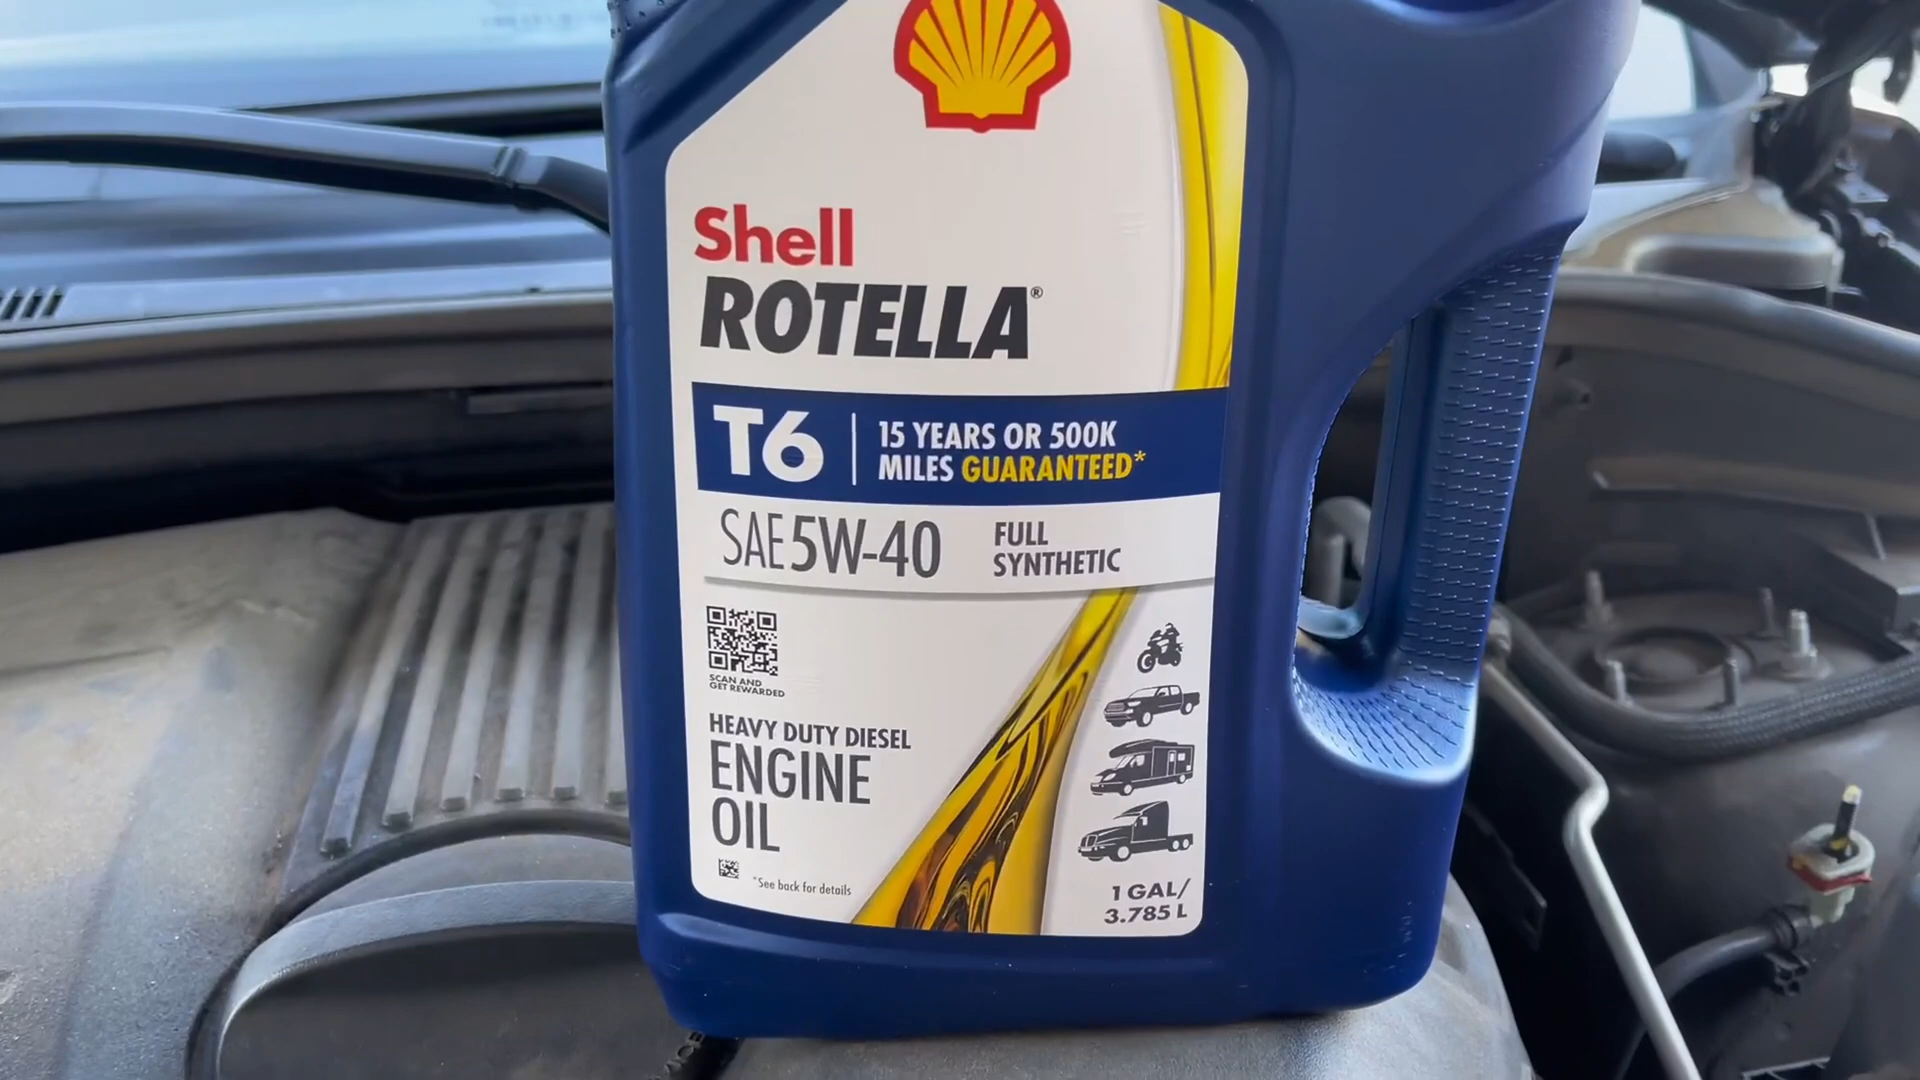 Shell
ROTELLA®
T6
15 YEARS OR 500K
MILES GUARANTEED*
SAE 5W-40
FULL
SYNTHETIC
SCAN AND
GET REWARDED
HEAVY DUTY DIESEL
ENGINE
OIL
*See back for details
1 GAL/
3.785 L